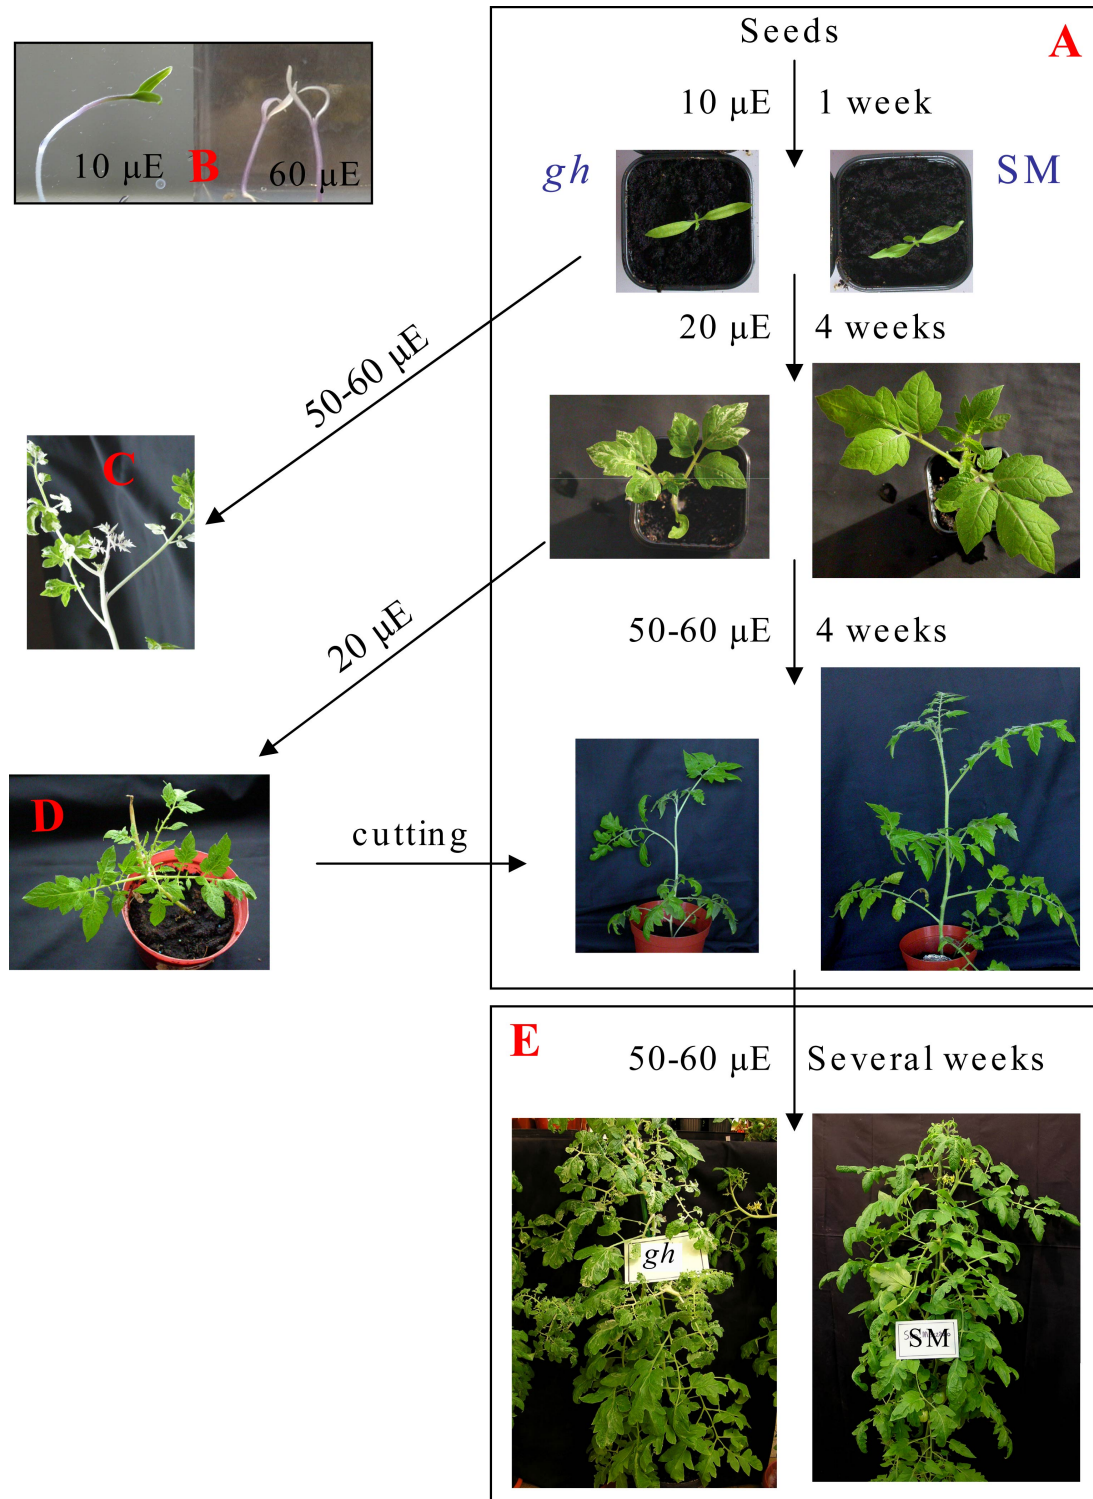 Seeds
A
10 μE
1 week
gh
SM
10 μE
B
60 μE
20 μE
4 weeks
50-60 μE
C
20 μE
50-60 μE
4 weeks
D
cutting
E
50-60 μE
Several weeks
gh
SM